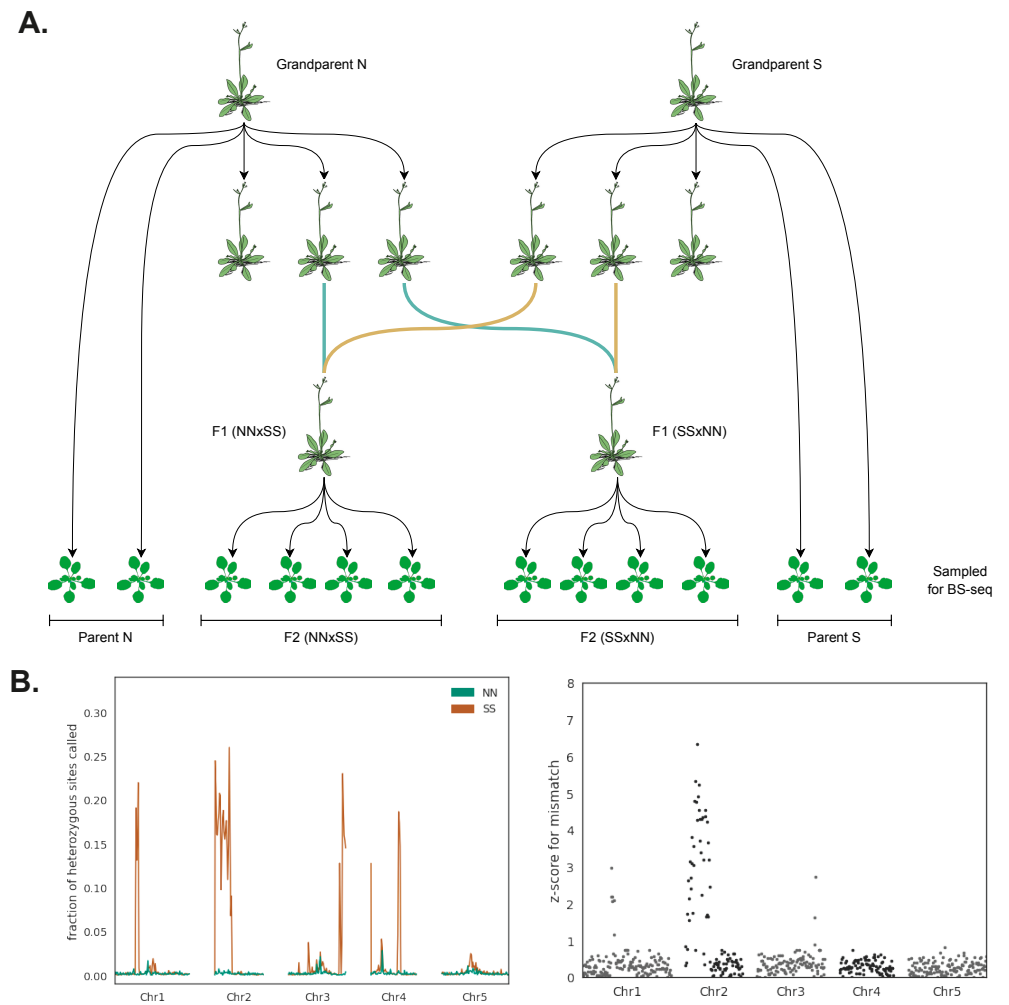 A.
Grandparent N
Grandparent S
F1 (NNxSS)
F1 (SSxNN)
Sampled
for BS-seq
Parent N
F2 (NNxSS)
F2 (SSxNN)
Parent S
B.
fraction of heterozygous sites called
0.30
0.25
0.20
0.15
0.10
0.05
0.00
NN
SS
Chr1
Chr2
Chr3
Chr4
Chr5
z-score for mismatch
8
7
6
5
4
3
2
1
0
Chr1
Chr2
Chr3
Chr4
Chr5